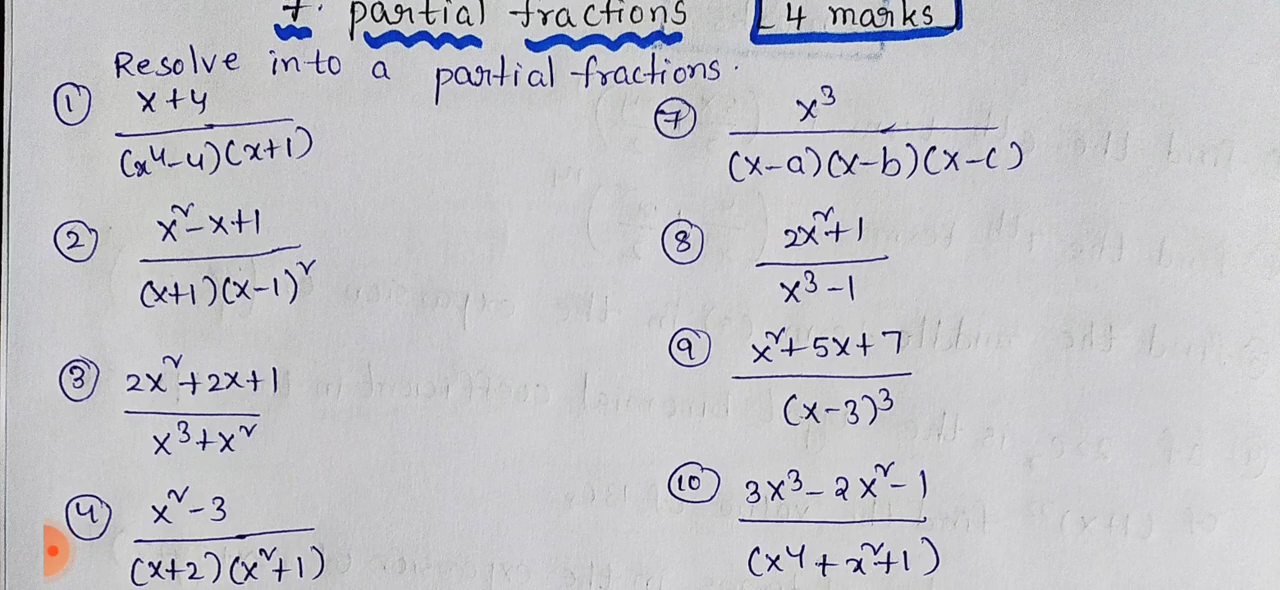 7. partial fractions [4 marks]
Resolve into a partial fractions.
① x+4
(x⁴-4)(x+1)
② x²-x+1
(x+1)(x-1)²
③ 2x²+2x+1
x³+x²
④ x²-3
(x+2)(x²+1)
⑦ x³
(x-a)(x-b)(x-c)
⑧ 2x²+1
x³-1
⑨ x²+5x+7
(x-3)³
⑩ 3x³-2x²-1
(x⁴+x²+1)